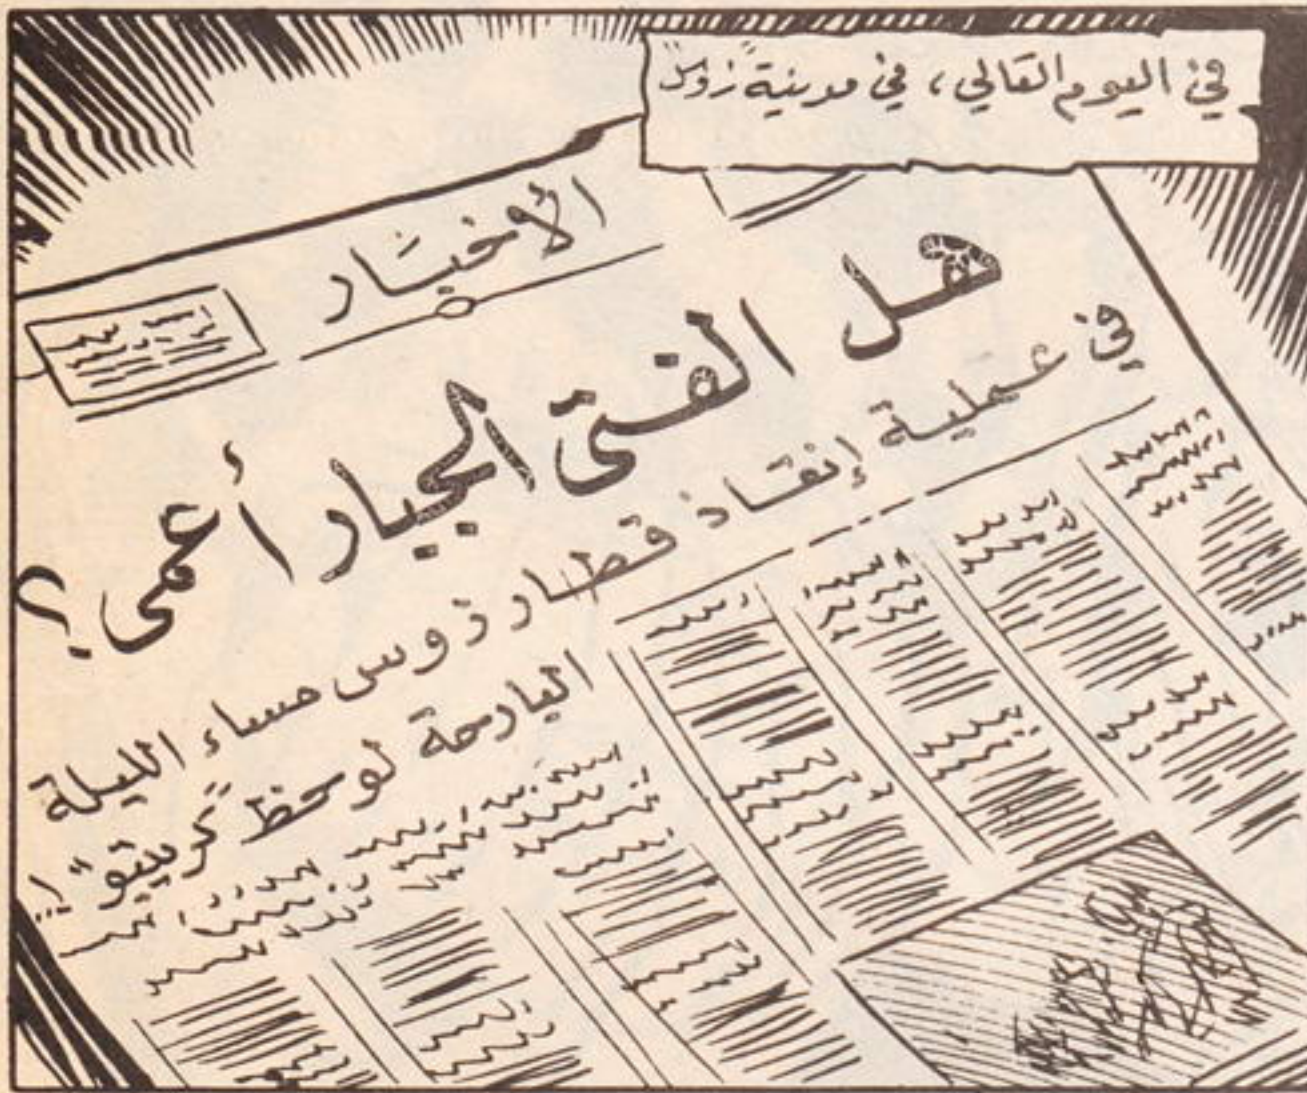 في اليوم التالي، في مدينة "زوس"
الأخبار
هل الفتى الجبار أعمى؟
في عملية إنقاذ قطار زوس مساء الليلة
البارحة لوحظ "كريبتو"..!